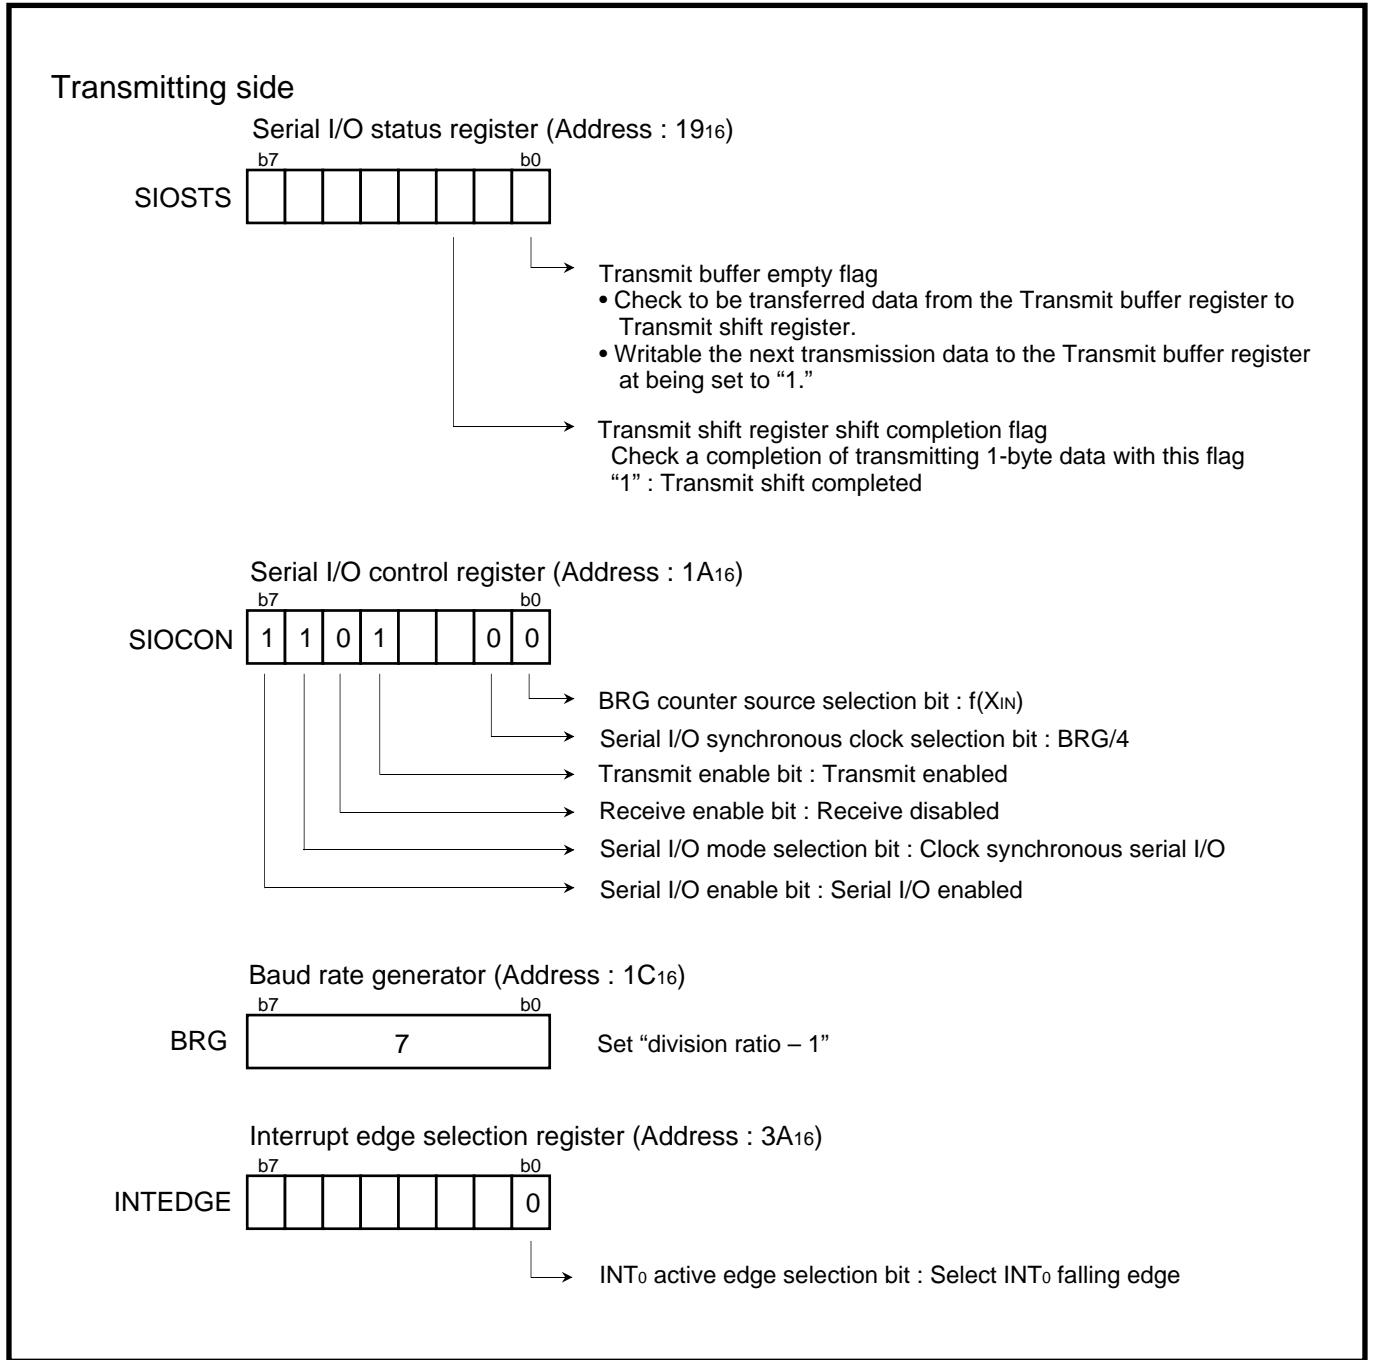 Transmitting side
Serial I/O status register (Address : 19₁₆)
b7 b0
SIOSTS
Transmit buffer empty flag
• Check to be transferred data from the Transmit buffer register to
Transmit shift register.
• Writable the next transmission data to the Transmit buffer register
at being set to “1.”
Transmit shift register shift completion flag
Check a completion of transmitting 1-byte data with this flag
“1” : Transmit shift completed
Serial I/O control register (Address : 1A₁₆)
b7 b0
SIOCON 1 1 0 1 0 0
BRG counter source selection bit : f(XIN)
Serial I/O synchronous clock selection bit : BRG/4
Transmit enable bit : Transmit enabled
Receive enable bit : Receive disabled
Serial I/O mode selection bit : Clock synchronous serial I/O
Serial I/O enable bit : Serial I/O enabled
Baud rate generator (Address : 1C₁₆)
b7 b0
BRG 7 Set “division ratio – 1”
Interrupt edge selection register (Address : 3A₁₆)
b7 b0
INTEDGE 0
INT₀ active edge selection bit : Select INT₀ falling edge